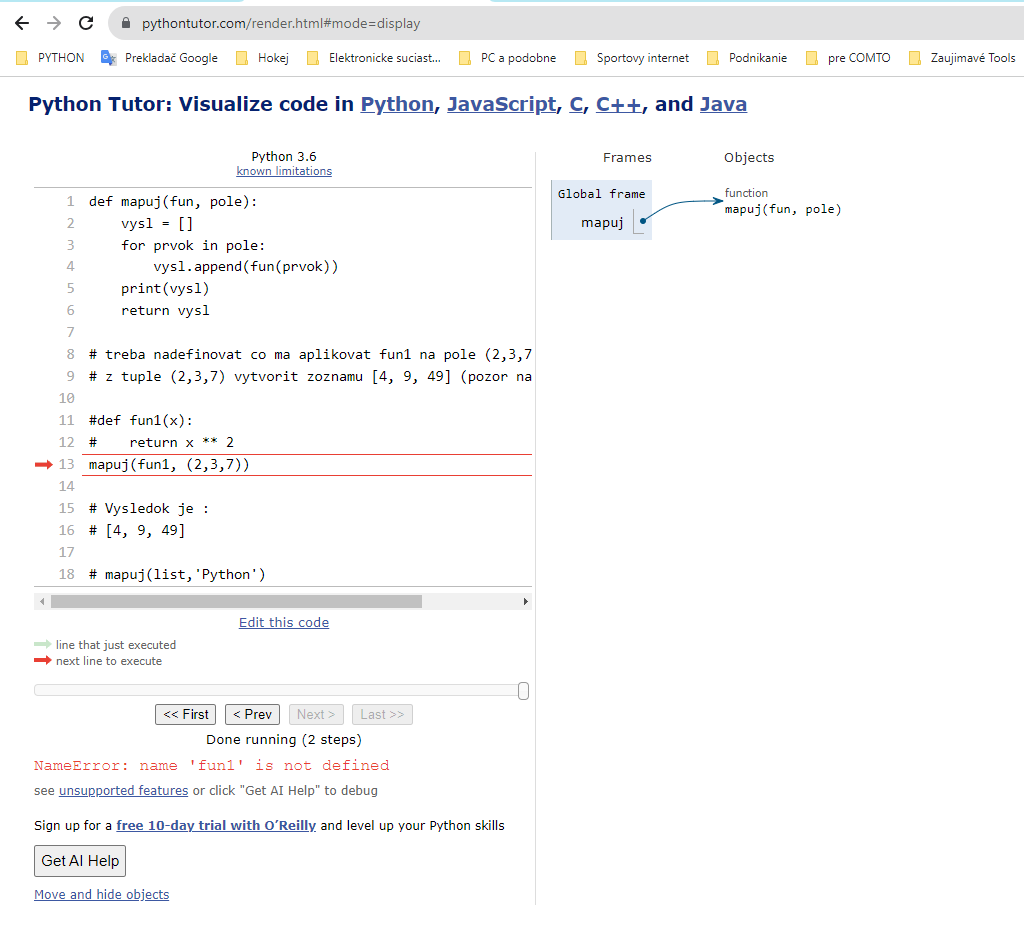 pythontutor.com/render.html#mode=display
PYTHON Prekladač Google Hokej Elektronicke suciast... PC a podobne Sportovy internet Podnikanie pre COMTO Zaujimavé Tools
Python Tutor: Visualize code in Python, JavaScript, C, C++, and Java
Python 3.6
known limitations
1 def mapuj(fun, pole):
2     vysl = []
3     for prvok in pole:
4         vysl.append(fun(prvok))
5     print(vysl)
6     return vysl
7
8 # treba nadefinovat co ma aplikovat fun1 na pole (2,3,7
9 # z tuple (2,3,7) vytvorit zoznamu [4, 9, 49] (pozor na
10
11 #def fun1(x):
12 #    return x ** 2
13 mapuj(fun1, (2,3,7))
14
15 # Vysledok je :
16 # [4, 9, 49]
17
18 # mapuj(list,'Python')
Edit this code
line that just executed
next line to execute
<< First < Prev Next > Last >>
Done running (2 steps)
NameError: name 'fun1' is not defined
see unsupported features or click "Get AI Help" to debug
Sign up for a free 10-day trial with O’Reilly and level up your Python skills
Get AI Help
Move and hide objects
Frames Objects
Global frame
mapuj
function
mapuj(fun, pole)